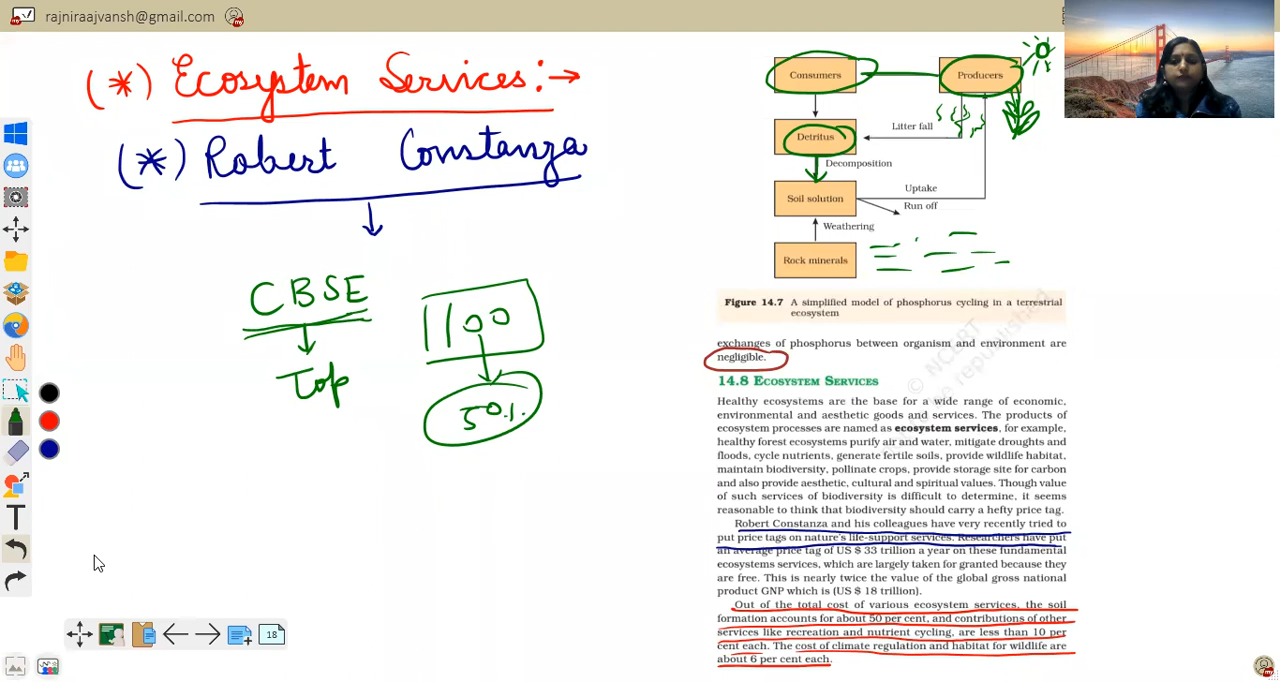 rajniraajvansh@gmail.com
(*) Ecosystem Services:→
(*) Robert Constanza
CBSE
Top
1100
50%
Consumers
Producers
Detritus
Litter fall
Decomposition
Soil solution
Uptake
Run off
Weathering
Rock minerals
Figure 14.7 A simplified model of phosphorus cycling in a terrestrial
ecosystem
exchanges of phosphorus between organism and environment are
negligible.
14.8 ECOSYSTEM SERVICES
Healthy ecosystems are the base for a wide range of economic,
environmental and aesthetic goods and services. The products of
ecosystem processes are named as ecosystem services, for example,
healthy forest ecosystems purify air and water, mitigate droughts and
floods, cycle nutrients, generate fertile soils, provide wildlife habitat,
maintain biodiversity, pollinate crops, provide storage site for carbon
and also provide aesthetic, cultural and spiritual values. Though value
of such services of biodiversity is difficult to determine, it seems
reasonable to think that biodiversity should carry a hefty price tag.
Robert Constanza and his colleagues have very recently tried to
put price tags on nature's life-support services. Researchers have put
an average price tag of US $ 33 trillion a year on these fundamental
ecosystems services, which are largely taken for granted because they
are free. This is nearly twice the value of the global gross national
product GNP which is (US $ 18 trillion).
Out of the total cost of various ecosystem services, the soil
formation accounts for about 50 per cent, and contributions of other
services like recreation and nutrient cycling, are less than 10 per
cent each. The cost of climate regulation and habitat for wildlife are
about 6 per cent each.
© NCERT
be republished
T
18